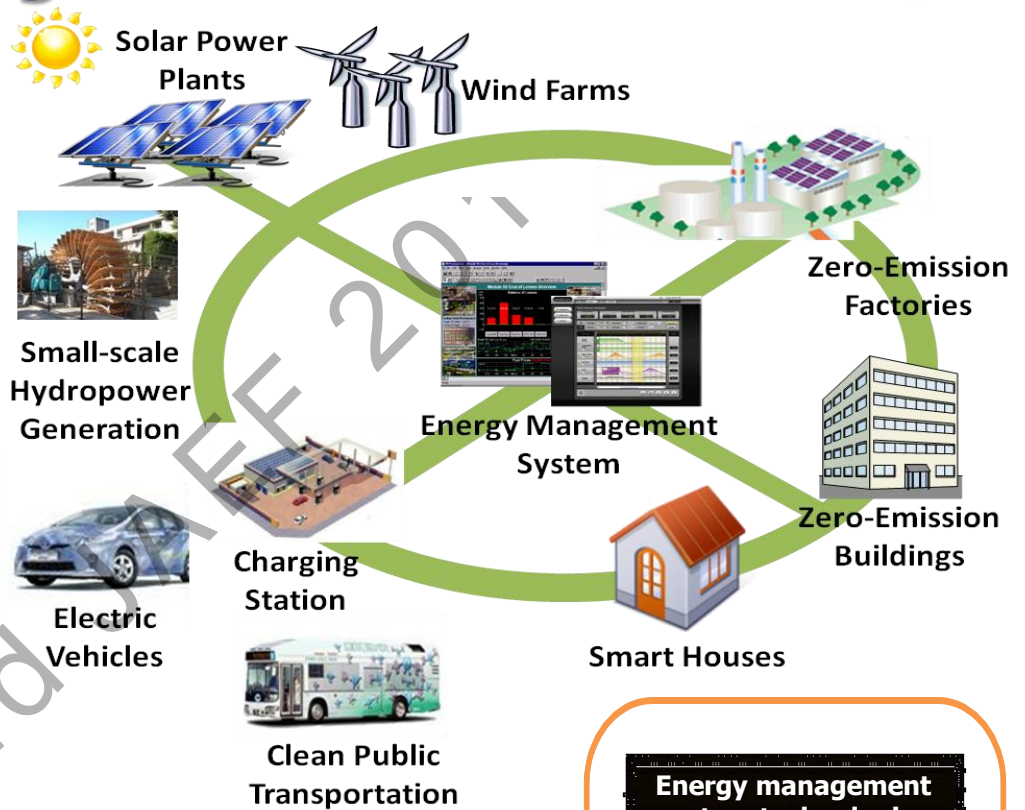 Solar Power
Plants
Wind Farms
Zero-Emission
Factories
Small-scale
Hydropower
Generation
Energy Management
System
Zero-Emission
Buildings
Charging
Station
Electric
Vehicles
Smart Houses
Clean Public
Transportation
Energy management